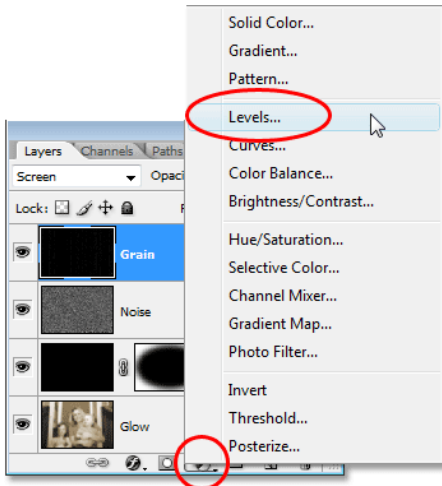 Solid Color...
Gradient...
Pattern...
Levels...
Curves...
Color Balance...
Brightness/Contrast...
Hue/Saturation...
Selective Color...
Channel Mixer...
Gradient Map...
Photo Filter...
Invert
Threshold...
Posterize...
Layers Channels Paths
Screen Opaci
Lock:
Grain
Noise
Glow